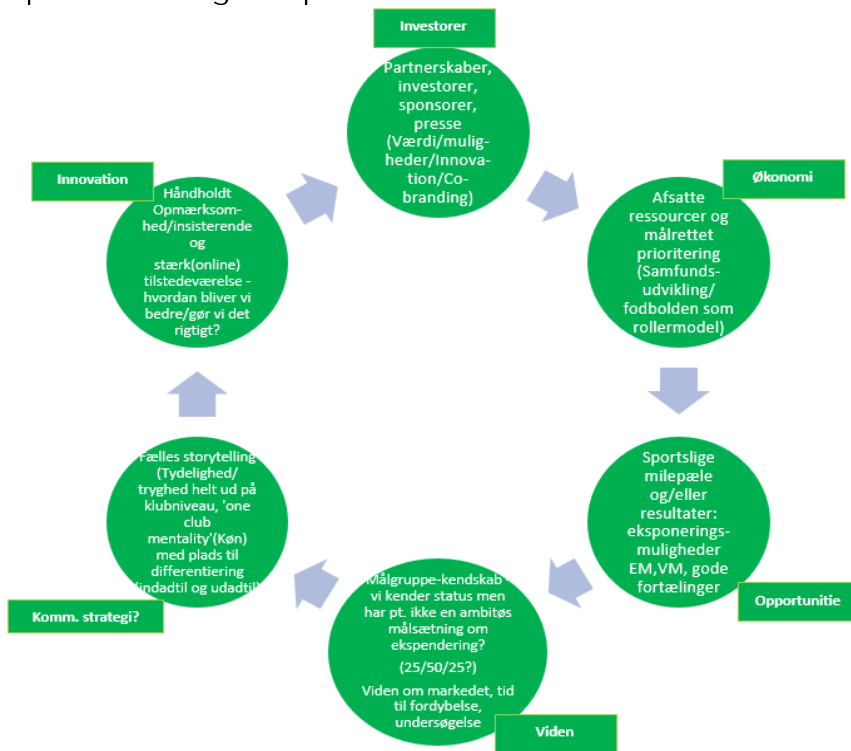 Investorer
Partnerskaber,
investorer,
sponsorer,
presse
(Værdi/mulig-
heder/Innova-
tion/Co-
branding)
Økonomi
Afsatte
ressourcer og
målrettet
prioritering
(Samfunds-
udvikling/
fodbolden som
rollermodel)
Sportslige
milepæle
og/eller
resultater:
eksponerings-
muligheder
EM,VM, gode
fortælinger
Opportunitie
Målgruppe-kendskab -
vi kender status men
har pt. ikke en ambitøs
målsætning om
ekspendering?
(25/50/25?)
Viden om markedet, tid
til fordybelse,
undersøgelse
Viden
Fælles storytelling
(Tydelighed/
tryghed helt ud på
klubniveau, 'one
club
mentality'(Køn)
med plads til
differentiering
(indadtil og udadtil)
Komm. strategi?
Innovation
Håndholdt
Opmærksom-
hed/insisterende
og
stærk(online)
tilstedeværelse -
hvordan bliver vi
bedre/gør vi det
rigtigt?